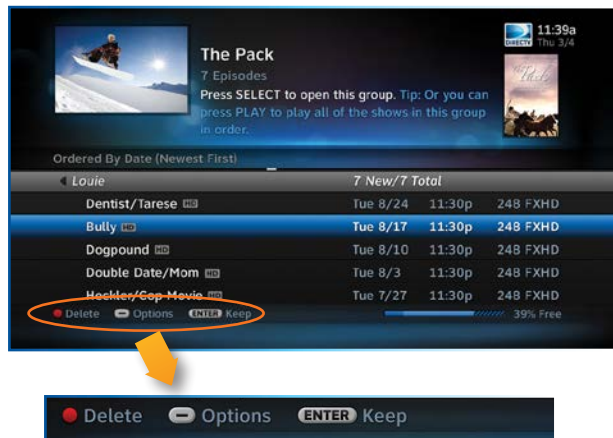 11:39a
DIRECTV Thu 3/4
The Pack
7 Episodes
Press SELECT to open this group. Tip: Or you can
press PLAY to play all of the shows in this group
in order.
Ordered By Date (Newest First)
Louie 7 New/7 Total
Dentist/Tarese HD Tue 8/24 11:30p 248 FXHD
Bully HD Tue 8/17 11:30p 248 FXHD
Dogpound HD Tue 8/10 11:30p 248 FXHD
Double Date/Mom HD Tue 8/3 11:30p 248 FXHD
Heckler/Cop Movie HD Tue 7/27 11:30p 248 FXHD
Delete Options ENTER Keep 39% Free
Delete Options ENTER Keep